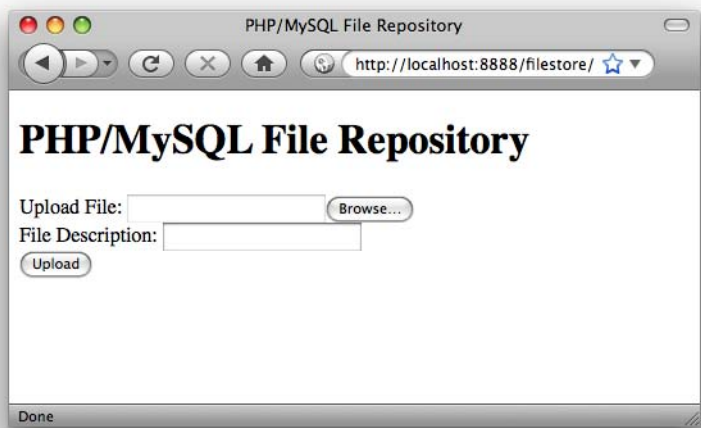 PHP/MySQL File Repository
http://localhost:8888/filestore/
PHP/MySQL File Repository
Upload File: Browse...
File Description:
Upload
Done